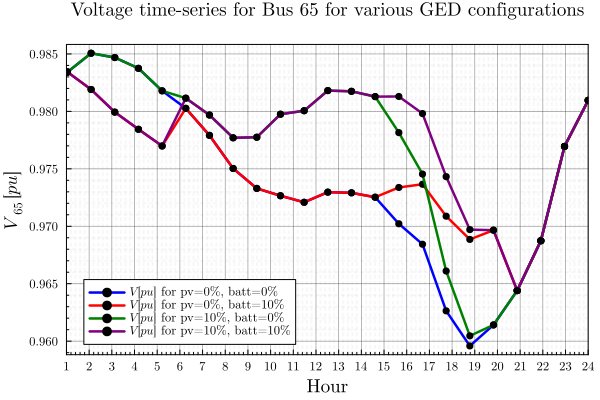 Voltage time-series for Bus 65 for various GED configurations
0.985
0.980
0.975
0.970
0.965
0.960
V₆₅ |pu|
V|pu| for pv=0%, batt=0%
V|pu| for pv=0%, batt=10%
V|pu| for pv=10%, batt=0%
V|pu| for pv=10%, batt=10%
1 2 3 4 5 6 7 8 9 10 11 12 13 14 15 16 17 18 19 20 21 22 23 24
Hour